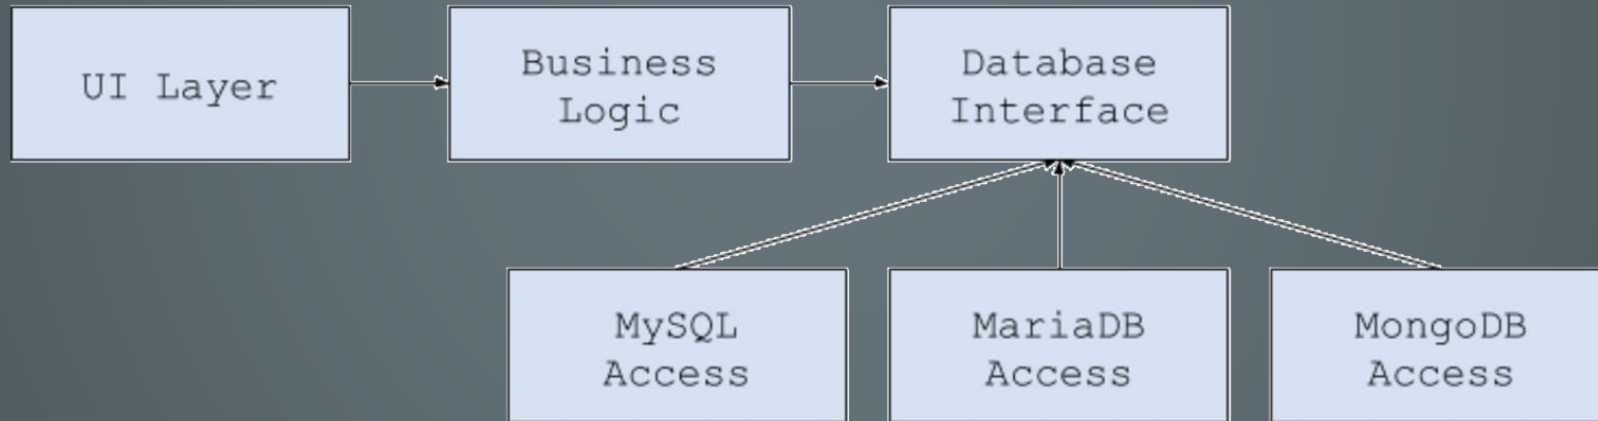 UI Layer
Business
Logic
Database
Interface
MySQL
Access
MariaDB
Access
MongoDB
Access